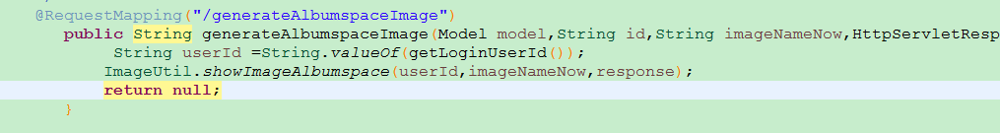 @RequestMapping("/generateAlbumspaceImage")
public String generateAlbumspaceImage(Model model,String id,String imageNameNow,HttpServletResp
String userId =String.valueOf(getLoginUserId());
ImageUtil.showImageAlbumspace(userId,imageNameNow,response);
return null;
}